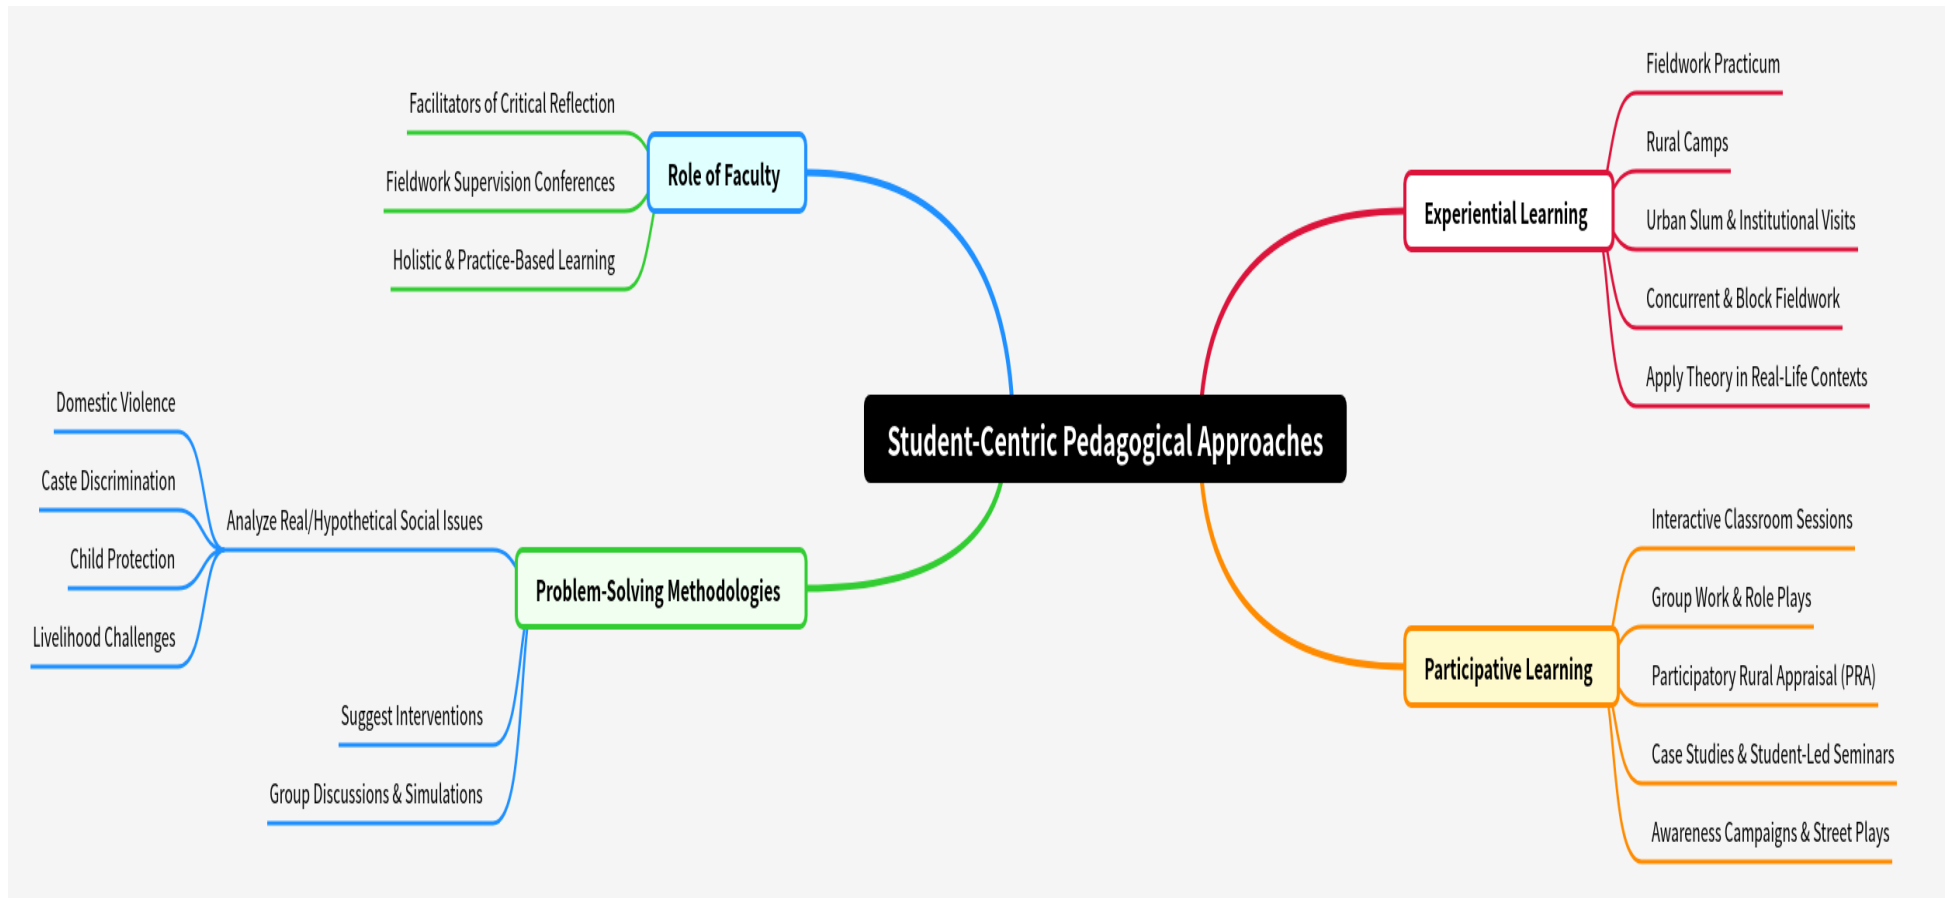 Student-Centric Pedagogical Approaches
Experiential Learning
Fieldwork Practicum
Rural Camps
Urban Slum & Institutional Visits
Concurrent & Block Fieldwork
Apply Theory in Real-Life Contexts
Participative Learning
Interactive Classroom Sessions
Group Work & Role Plays
Participatory Rural Appraisal (PRA)
Case Studies & Student-Led Seminars
Awareness Campaigns & Street Plays
Problem-Solving Methodologies
Analyze Real/Hypothetical Social Issues
Domestic Violence
Caste Discrimination
Child Protection
Livelihood Challenges
Suggest Interventions
Group Discussions & Simulations
Role of Faculty
Facilitators of Critical Reflection
Fieldwork Supervision Conferences
Holistic & Practice-Based Learning